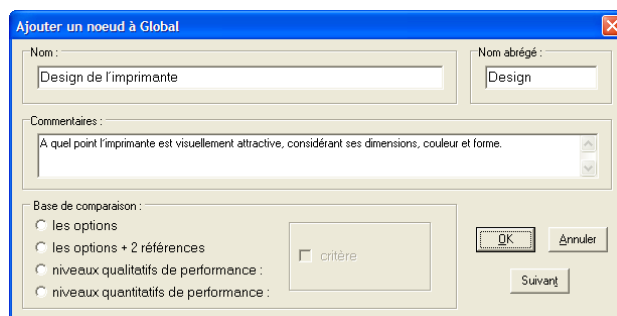 Ajouter un noeud à Global
Nom :
Nom abrégé :
Design de l'imprimante
Design
Commentaires :
A quel point l'imprimante est visuellement attractive, considérant ses dimensions, couleur et forme.
Base de comparaison :
les options
les options + 2 références
niveaux qualitatifs de performance :
niveaux quantitatifs de performance :
critère
OK
Annuler
Suivant